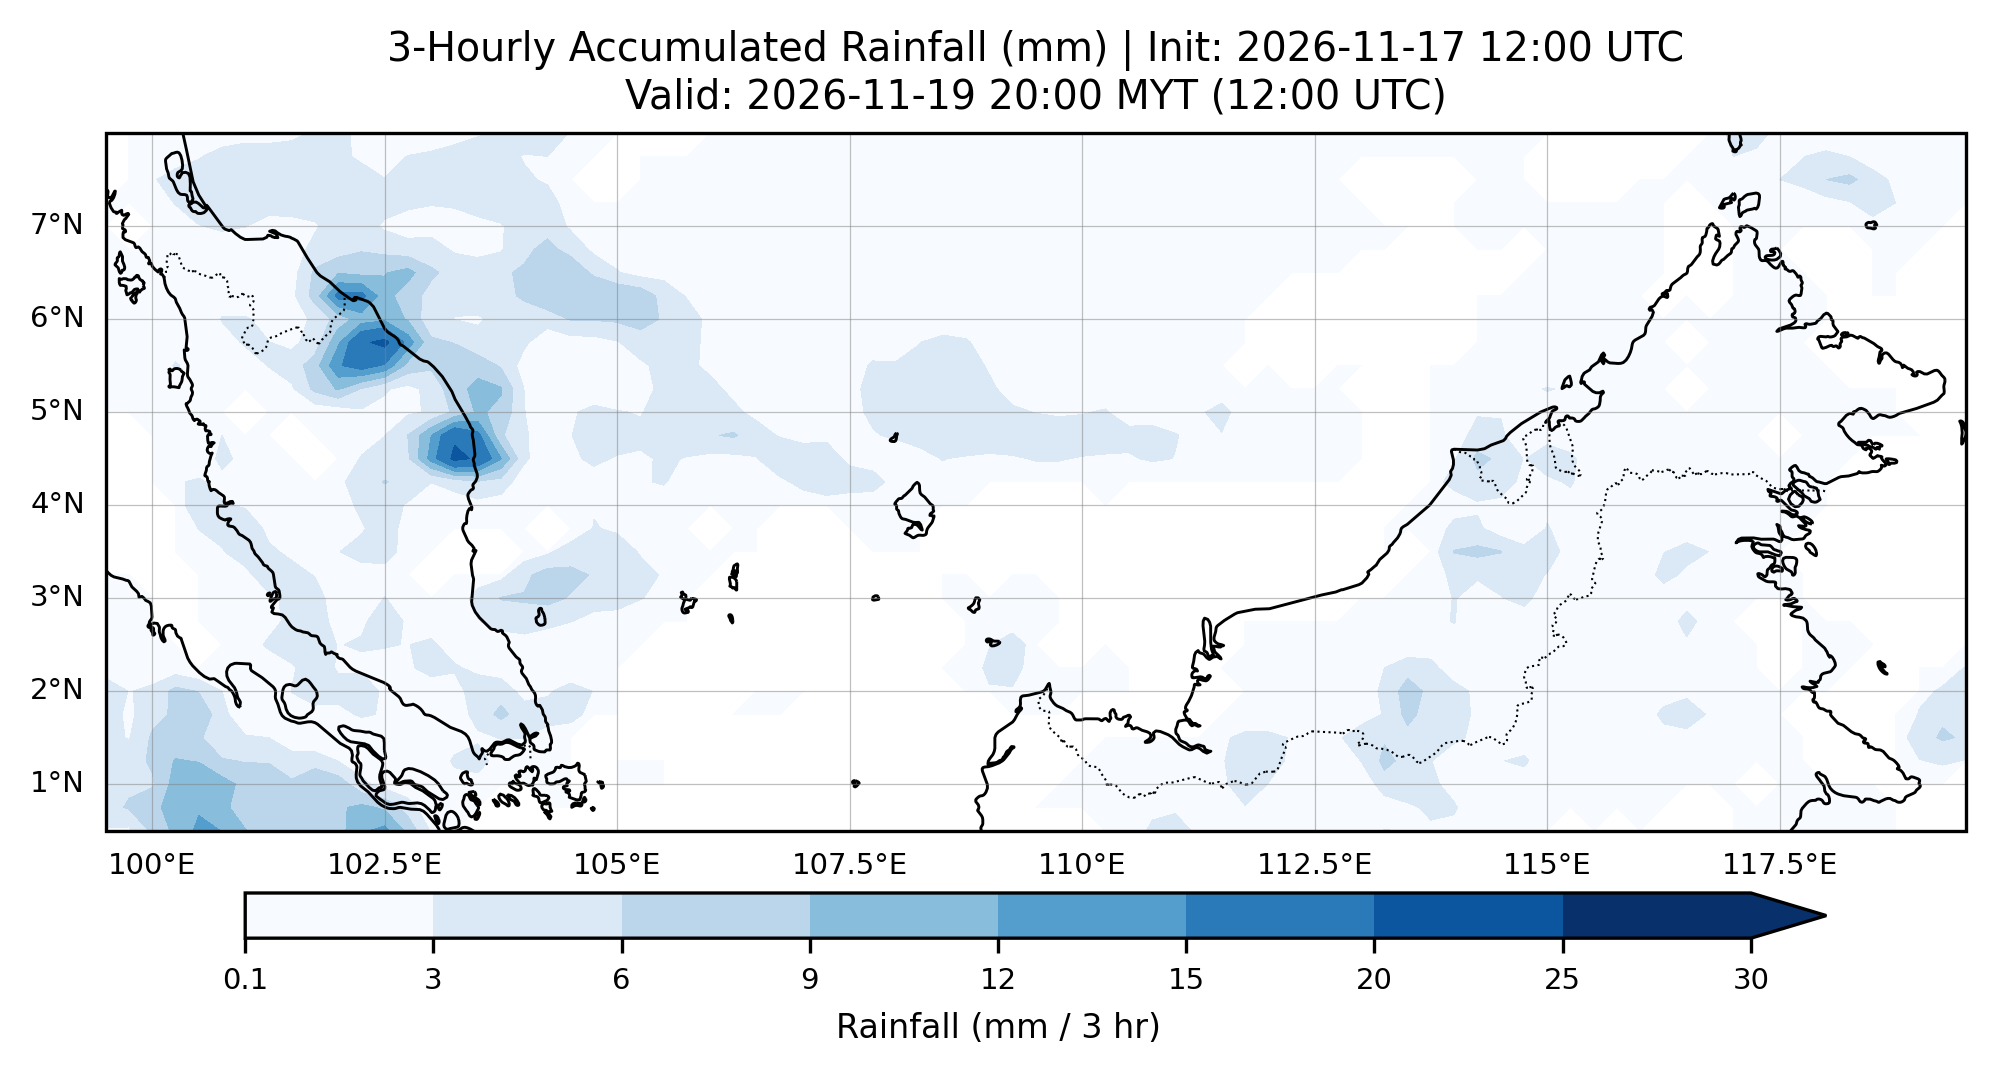 3-Hourly Accumulated Rainfall (mm) | Init: 2026-11-17 12:00 UTC
Valid: 2026-11-19 20:00 MYT (12:00 UTC)
7°N
6°N
5°N
4°N
3°N
2°N
1°N
100°E 102.5°E 105°E 107.5°E 110°E 112.5°E 115°E 117.5°E
0.1 3 6 9 12 15 20 25 30
Rainfall (mm / 3 hr)